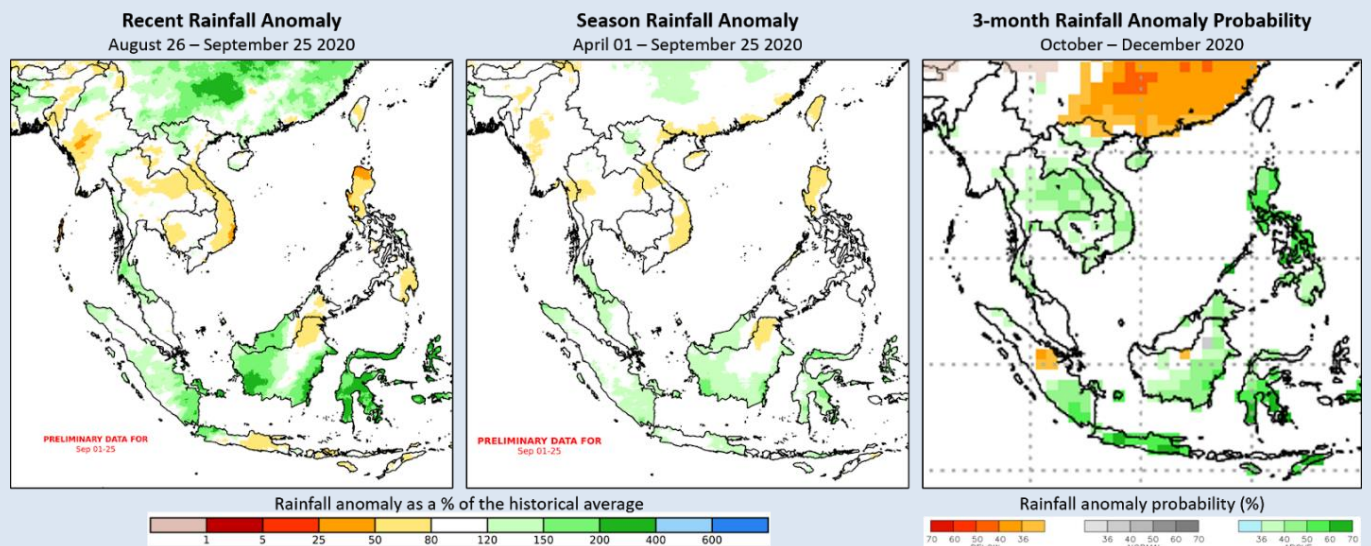 Recent Rainfall Anomaly
August 26 – September 25 2020
Season Rainfall Anomaly
April 01 – September 25 2020
3-month Rainfall Anomaly Probability
October – December 2020
PRELIMINARY DATA FOR
Sep 01-25
PRELIMINARY DATA FOR
Sep 01-25
Rainfall anomaly as a % of the historical average
1 5 25 50 80 120 150 200 400 600
Rainfall anomaly probability (%)
70 60 50 40 36 36 40 50 60 70 36 40 50 60 70
BELOW NORMAL ABOVE